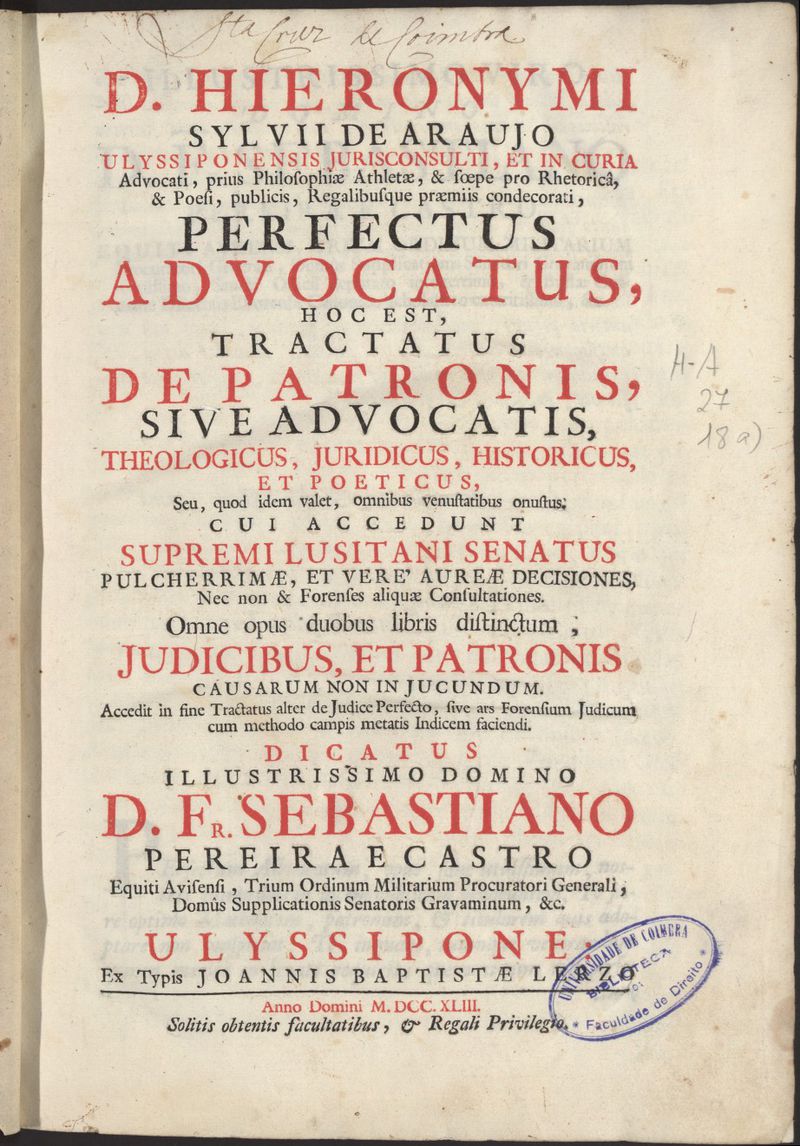 Sta Cruz de Coimbra
D. HIERONYMI
SYLVII DE ARAUJO
ULYSSIPONENSIS JURISCONSULTI, ET IN CURIA
Advocati, prius Philoſophiæ Athletæ, & ſœpe pro Rhetoricâ,
& Poeſi, publicis, Regalibuſque præmiis condecorati,
PERFECTUS
ADVOCATUS,
HOC EST,
TRACTATUS
DE PATRONIS,
SIVE ADVOCATIS,
THEOLOGICUS, JURIDICUS, HISTORICUS,
ET POETICUS,
Seu, quod idem valet, omnibus venuſtatibus onuſtus;
CUI ACCEDUNT
SUPREMI LUSITANI SENATUS
PULCHERRIMÆ, ET VERE' AUREÆ DECISIONES,
Nec non & Forenſes aliquæ Conſultationes.
Omne opus duobus libris diſtinctum ;
JUDICIBUS, ET PATRONIS
CAUSARUM NON IN JUCUNDUM.
Accedit in fine Tractatus alter de Judice Perfecto, ſive ars Forenſium Judicum
cum methodo campis metatis Indicem faciendi.
DICATUS
ILLUSTRISSIMO DOMINO
D. FR. SEBASTIANO
PEREIRA E CASTRO
Equiti Aviſenſi, Trium Ordinum Militarium Procuratori Generali,
Domûs Supplicationis Senatoris Gravaminum, &c.
ULYSSIPONE.
Ex Typis JOANNIS BAPTISTÆ LERZO
Anno Domini M. DCC. XLIII.
Solitis obtentis facultatibus, & Regali Privilegio.
H-A
27
18 a)
UNIVERSIDADE DE COIMBRA
BIBLIOTECA
Faculdade de Direito